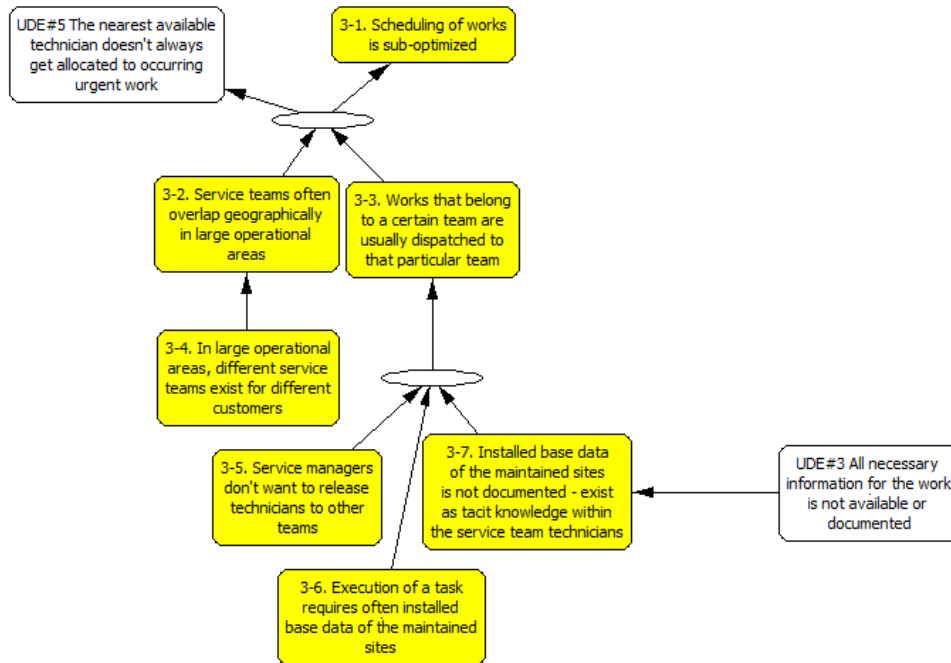 UDE#5 The nearest available
technician doesn't always
get allocated to occurring
urgent work
3-1. Scheduling of works
is sub-optimized
3-2. Service teams often
overlap geographically
in large operational
areas
3-3. Works that belong
to a certain team are
usually dispatched to
that particular team
3-4. In large operational
areas, different service
teams exist for different
customers
3-5. Service managers
don't want to release
technicians to other
teams
3-7. Installed base data
of the maintained sites
is not documented - exist
as tacit knowledge within
the service team technicians
UDE#3 All necessary
information for the work
is not available or
documented
3-6. Execution of a task
requires often installed
base data of the maintained
sites